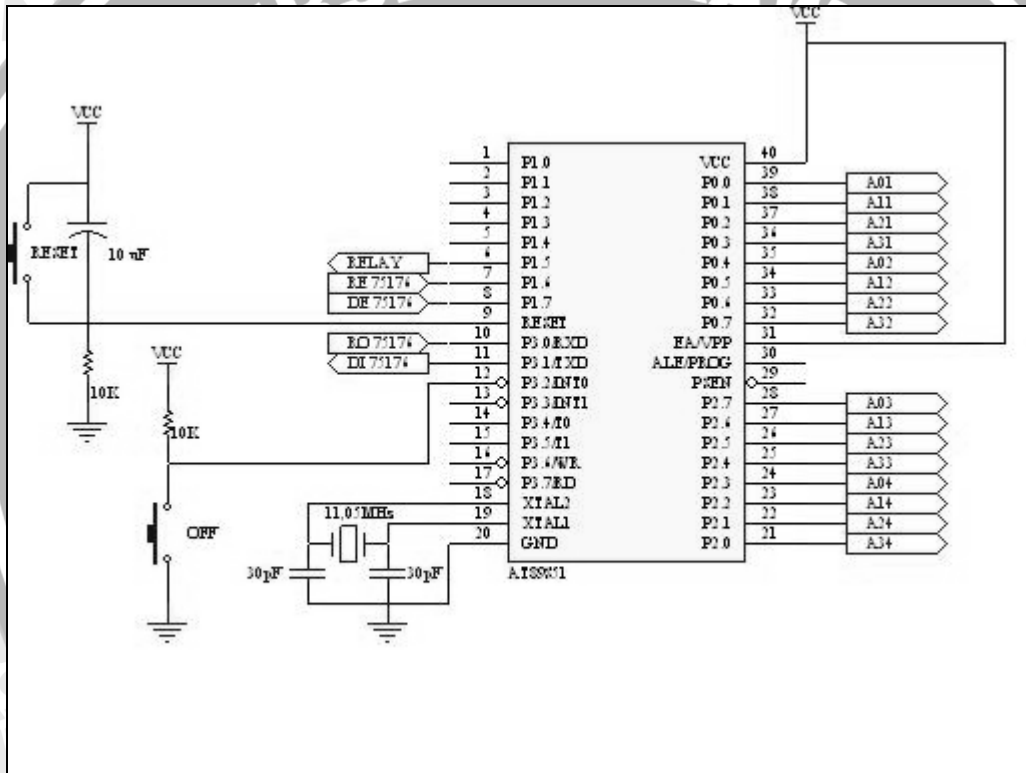 VCC
VCC
RESET
10 nF
10K
VCC
10K
OFF
RELAY
RE 75176
DE 75176
RO 75176
DI 75176
11,05MHs
30pF
30pF
1 P1.0
2 P1.1
3 P1.2
4 P1.3
5 P1.4
6 P1.5
7 P1.6
8 P1.7
9 RESET
10 P3.0/RXD
11 P3.1/TXD
12 P3.2/INT0
13 P3.3/INT1
14 P3.4/T0
15 P3.5/T1
16 P3.6/WR
17 P3.7/RD
18 XTAL2
19 XTAL1
20 GND
VCC 40
P0.0 39 A01
P0.1 38 A11
P0.2 37 A21
P0.3 36 A31
P0.4 35 A02
P0.5 34 A12
P0.6 33 A22
P0.7 32 A32
EA/VPP 31
ALE/PROG 30
PSEN 29
P2.7 28 A03
P2.6 27 A13
P2.5 26 A23
P2.4 25 A33
P2.3 24 A04
P2.2 23 A14
P2.1 22 A24
P2.0 21 A34
AT89S51